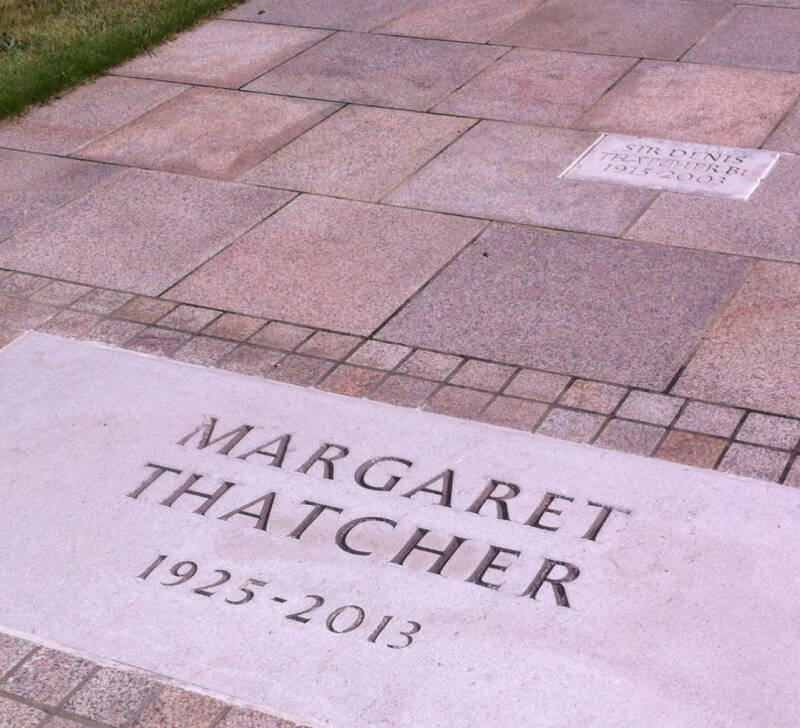 SIR DENIS
THATCHER Bt
1915-2003
MARGARET
THATCHER
1925-2013